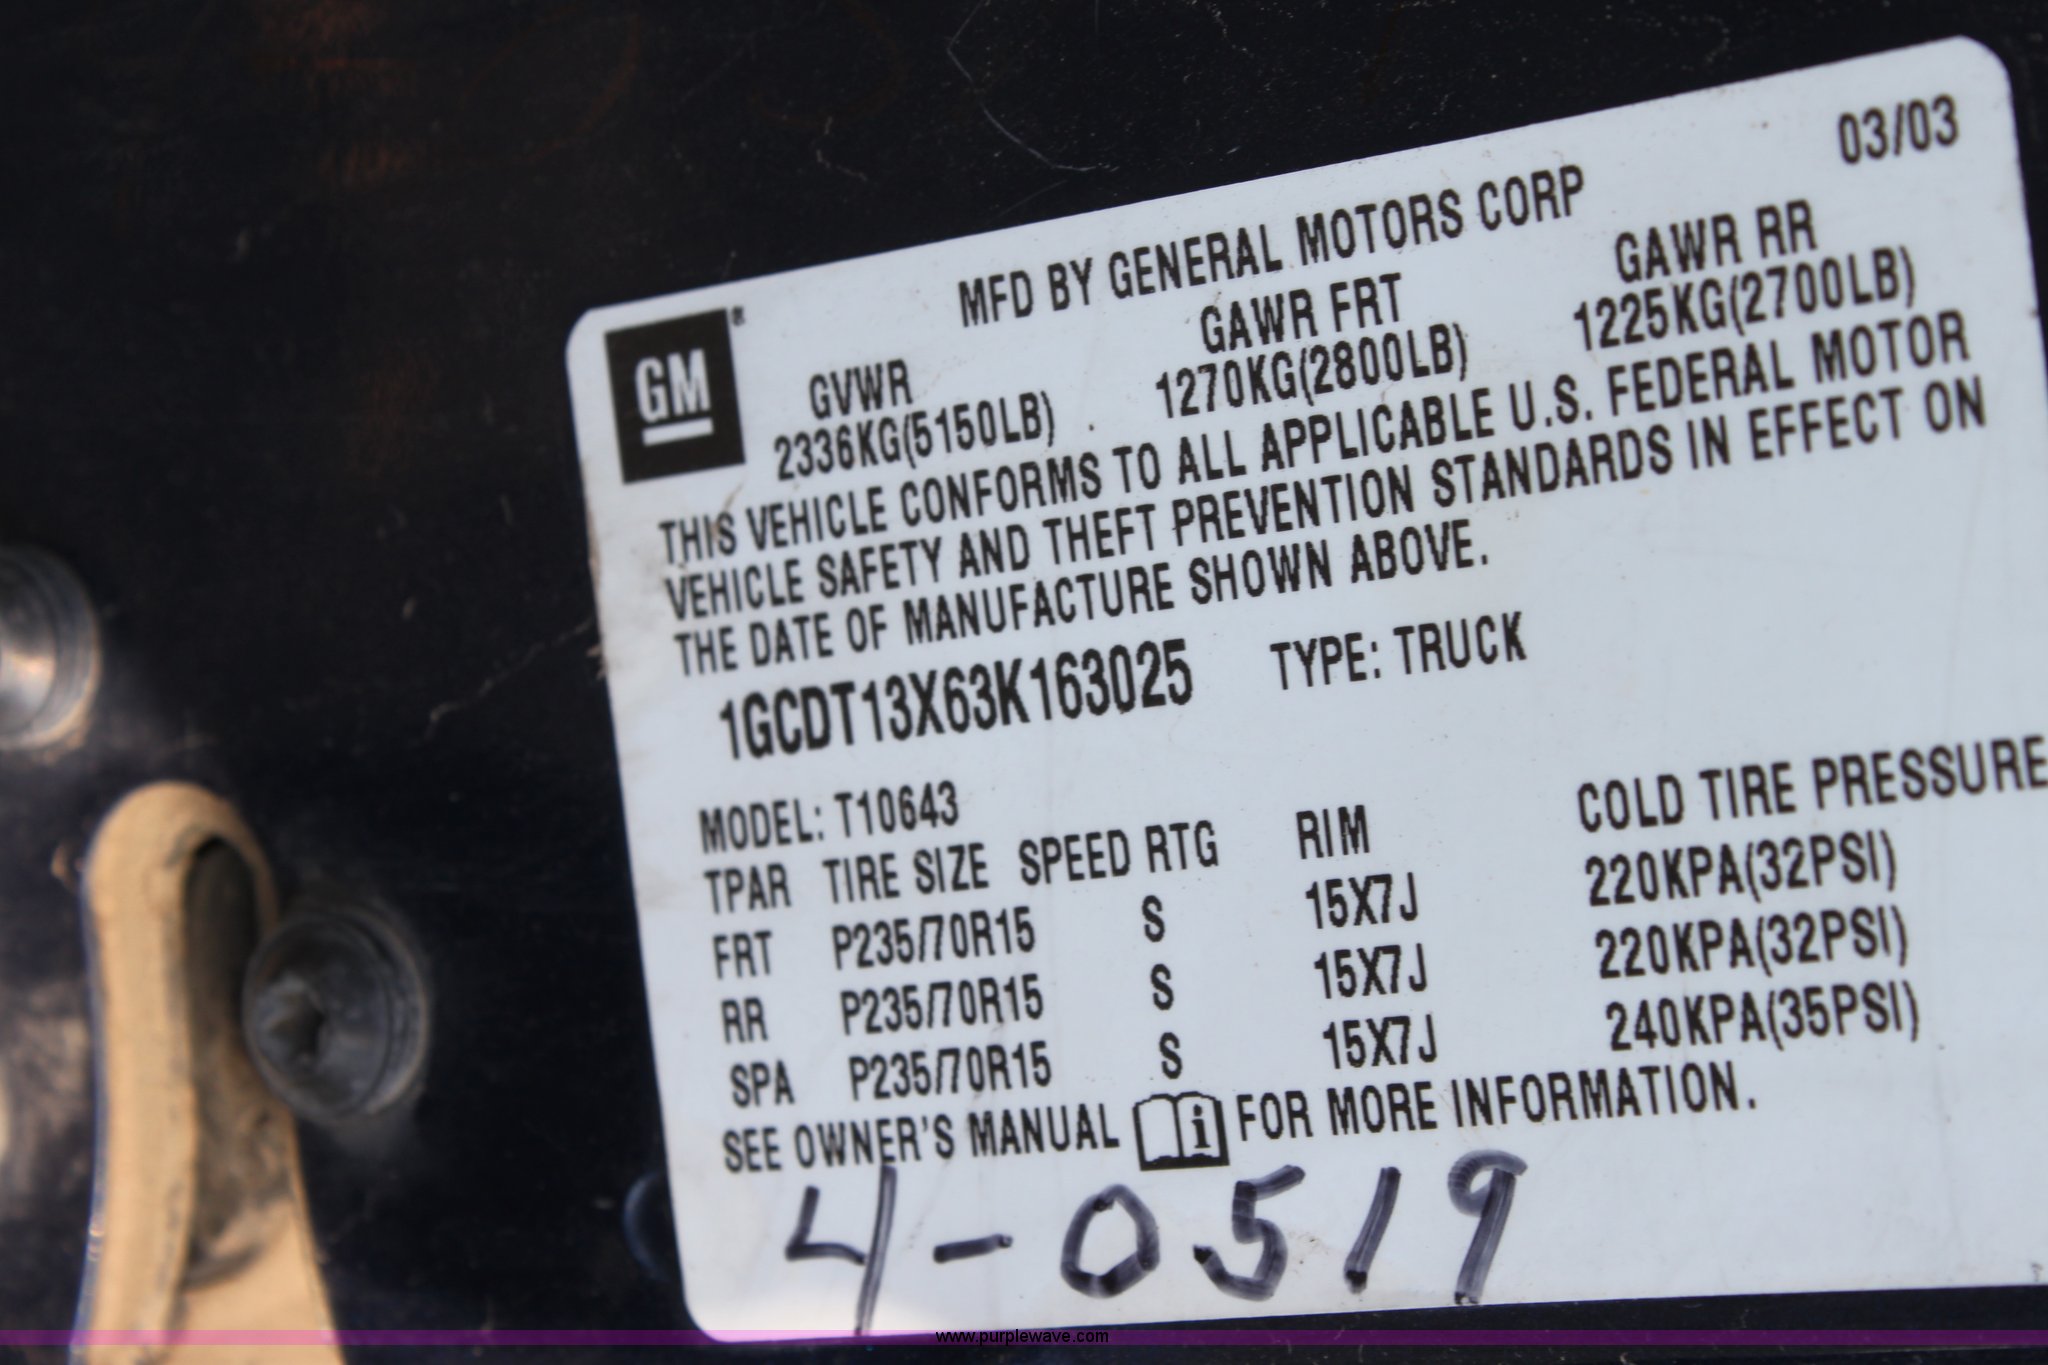 03/03
MFD BY GENERAL MOTORS CORP
GM®
GVWR GAWR FRT GAWR RR
2336KG(5150LB) 1270KG(2800LB) 1225KG(2700LB)
THIS VEHICLE CONFORMS TO ALL APPLICABLE U.S. FEDERAL MOTOR
VEHICLE SAFETY AND THEFT PREVENTION STANDARDS IN EFFECT ON
THE DATE OF MANUFACTURE SHOWN ABOVE.
1GCDT13X63K163025 TYPE: TRUCK
MODEL: T10643
TPAR TIRE SIZE SPEED RTG RIM COLD TIRE PRESSURE
FRT P235/70R15 S 15X7J 220KPA(32PSI)
RR P235/70R15 S 15X7J 220KPA(32PSI)
SPA P235/70R15 S 15X7J 240KPA(35PSI)
SEE OWNER'S MANUAL i FOR MORE INFORMATION.
4-0519
www.purplewave.com